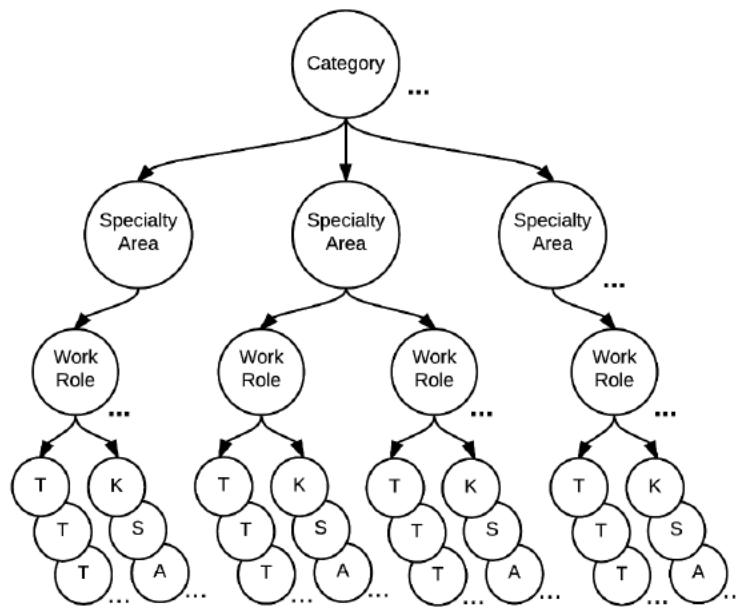 Category
...
Specialty Area
Specialty Area
Specialty Area
...
Work Role
...
Work Role
Work Role
...
Work Role
...
T K T K T K T K
T S T S T S T S
T ... A ... T ... A ... T ... A ... T ... A ...